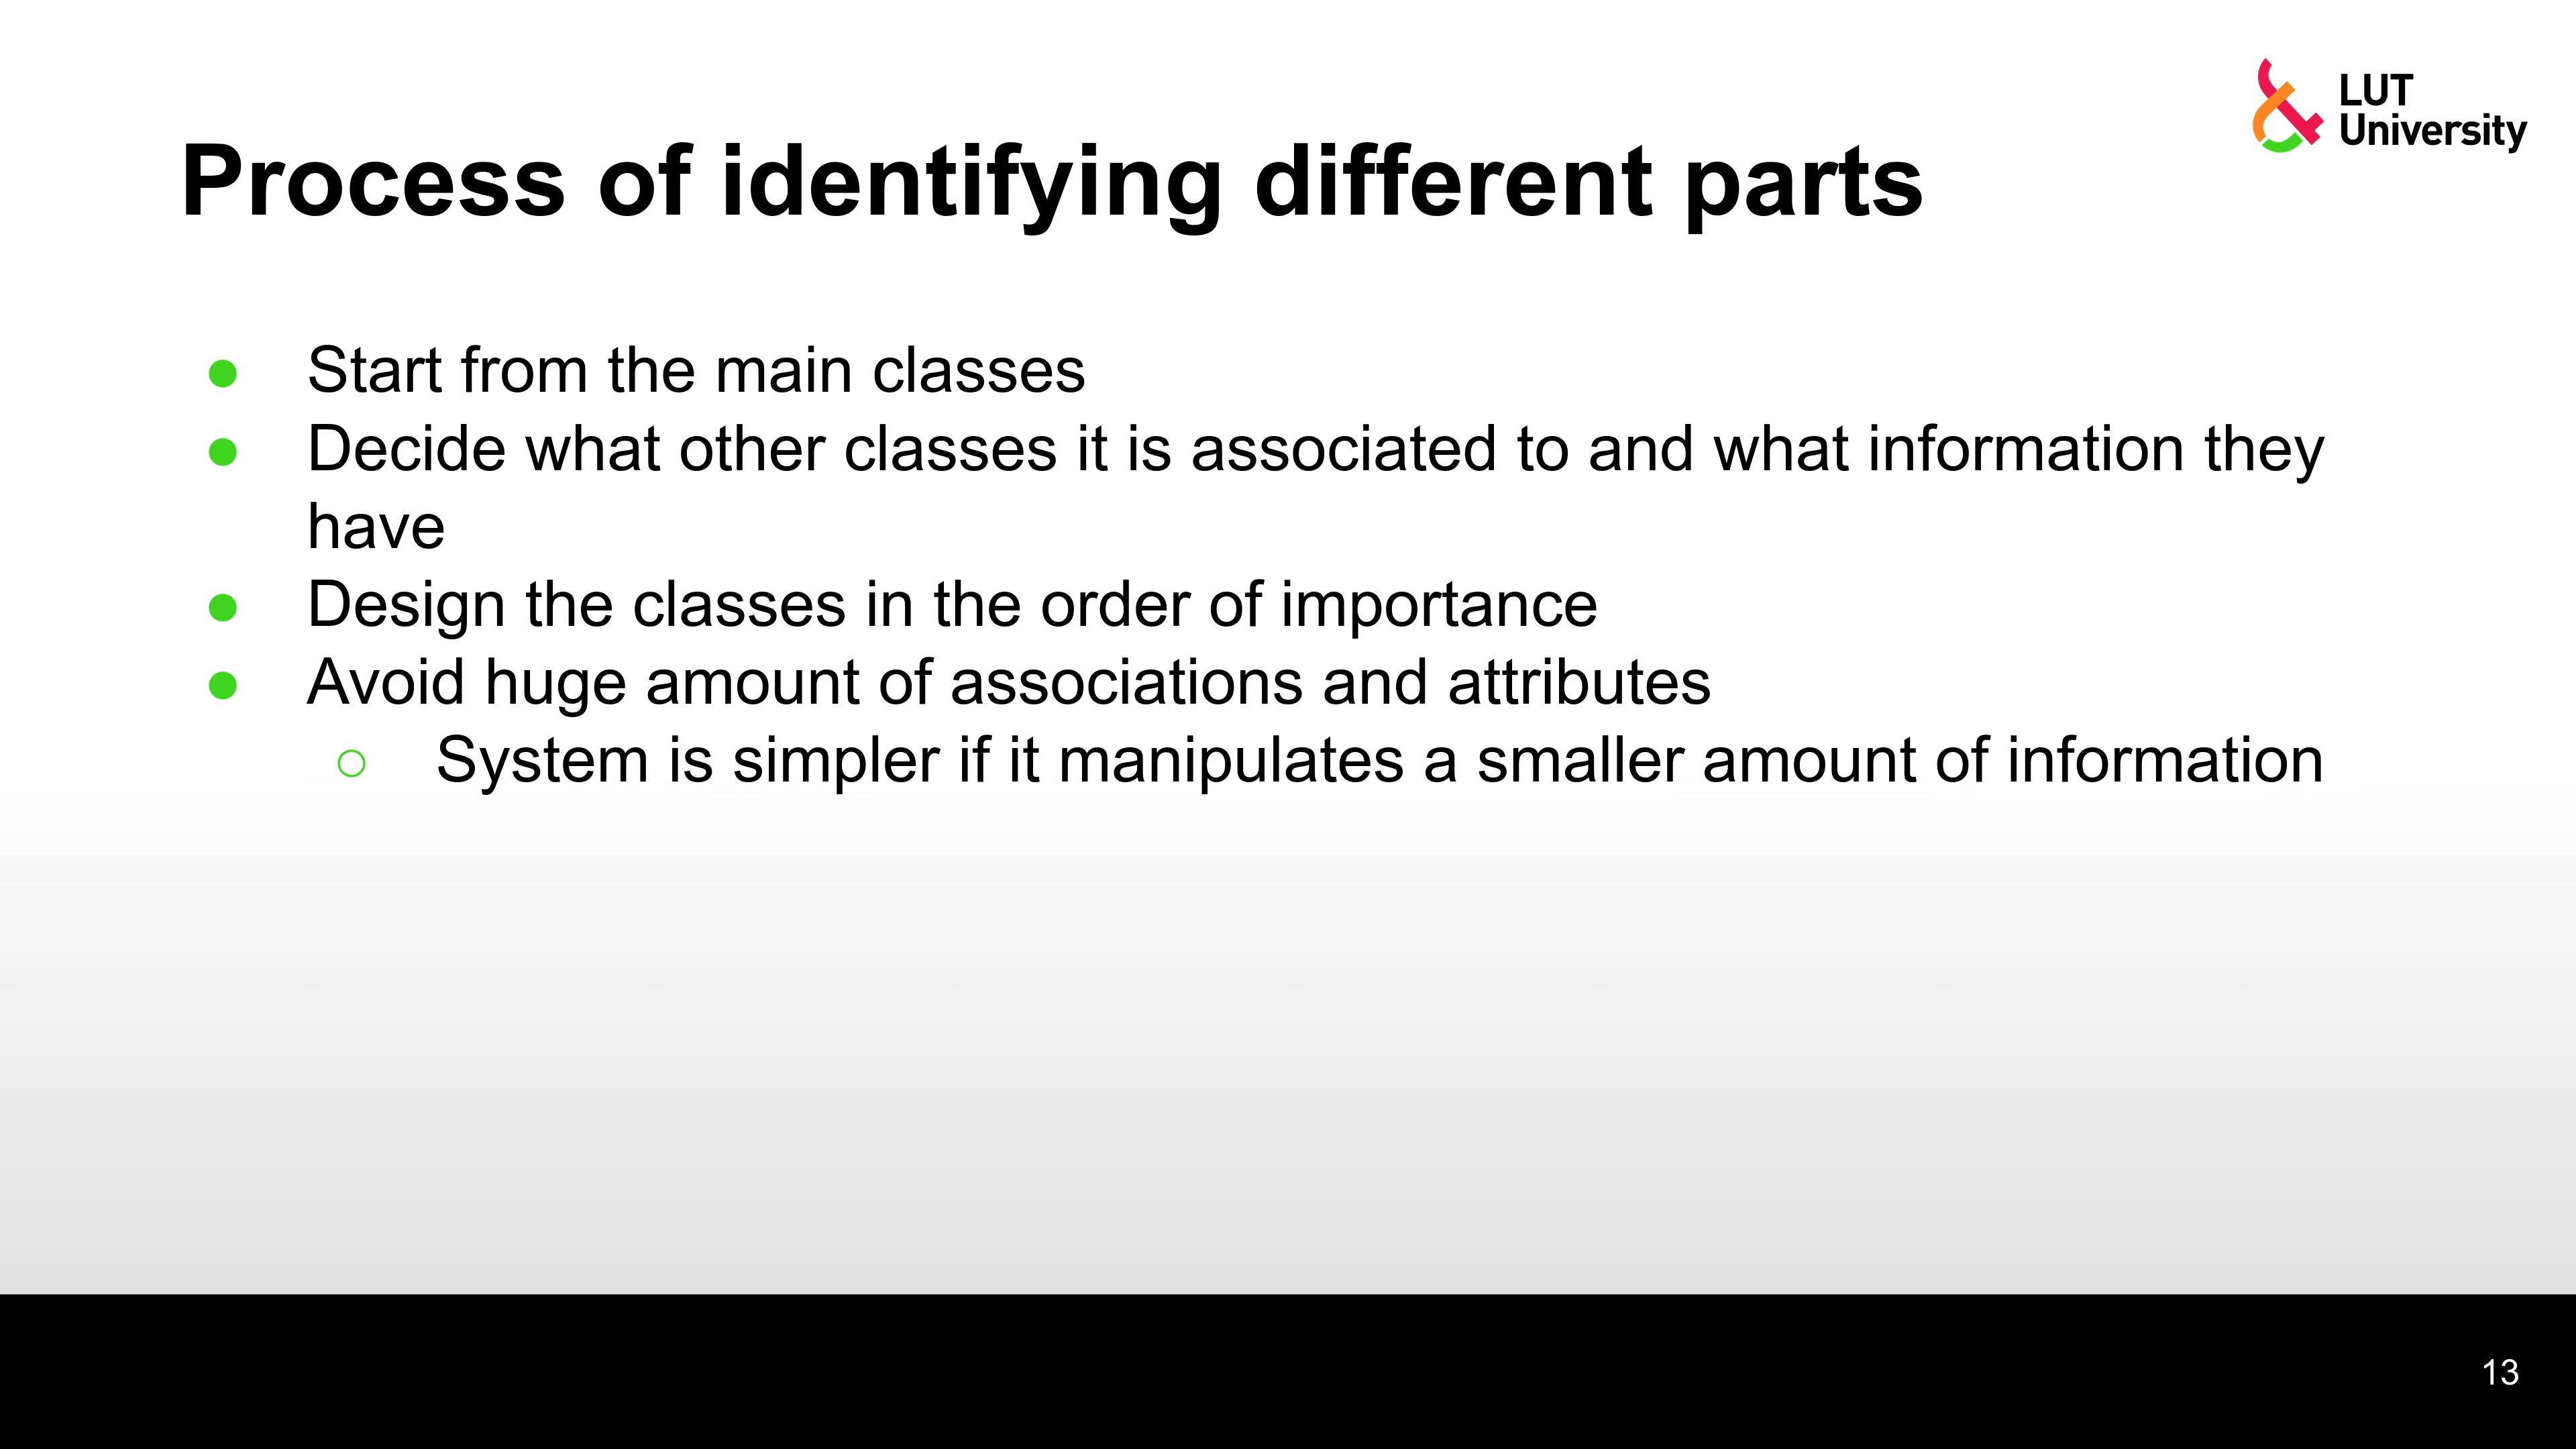 LUT
University
Process of identifying different parts
● Start from the main classes
● Decide what other classes it is associated to and what information they
have
● Design the classes in the order of importance
● Avoid huge amount of associations and attributes
○ System is simpler if it manipulates a smaller amount of information
13